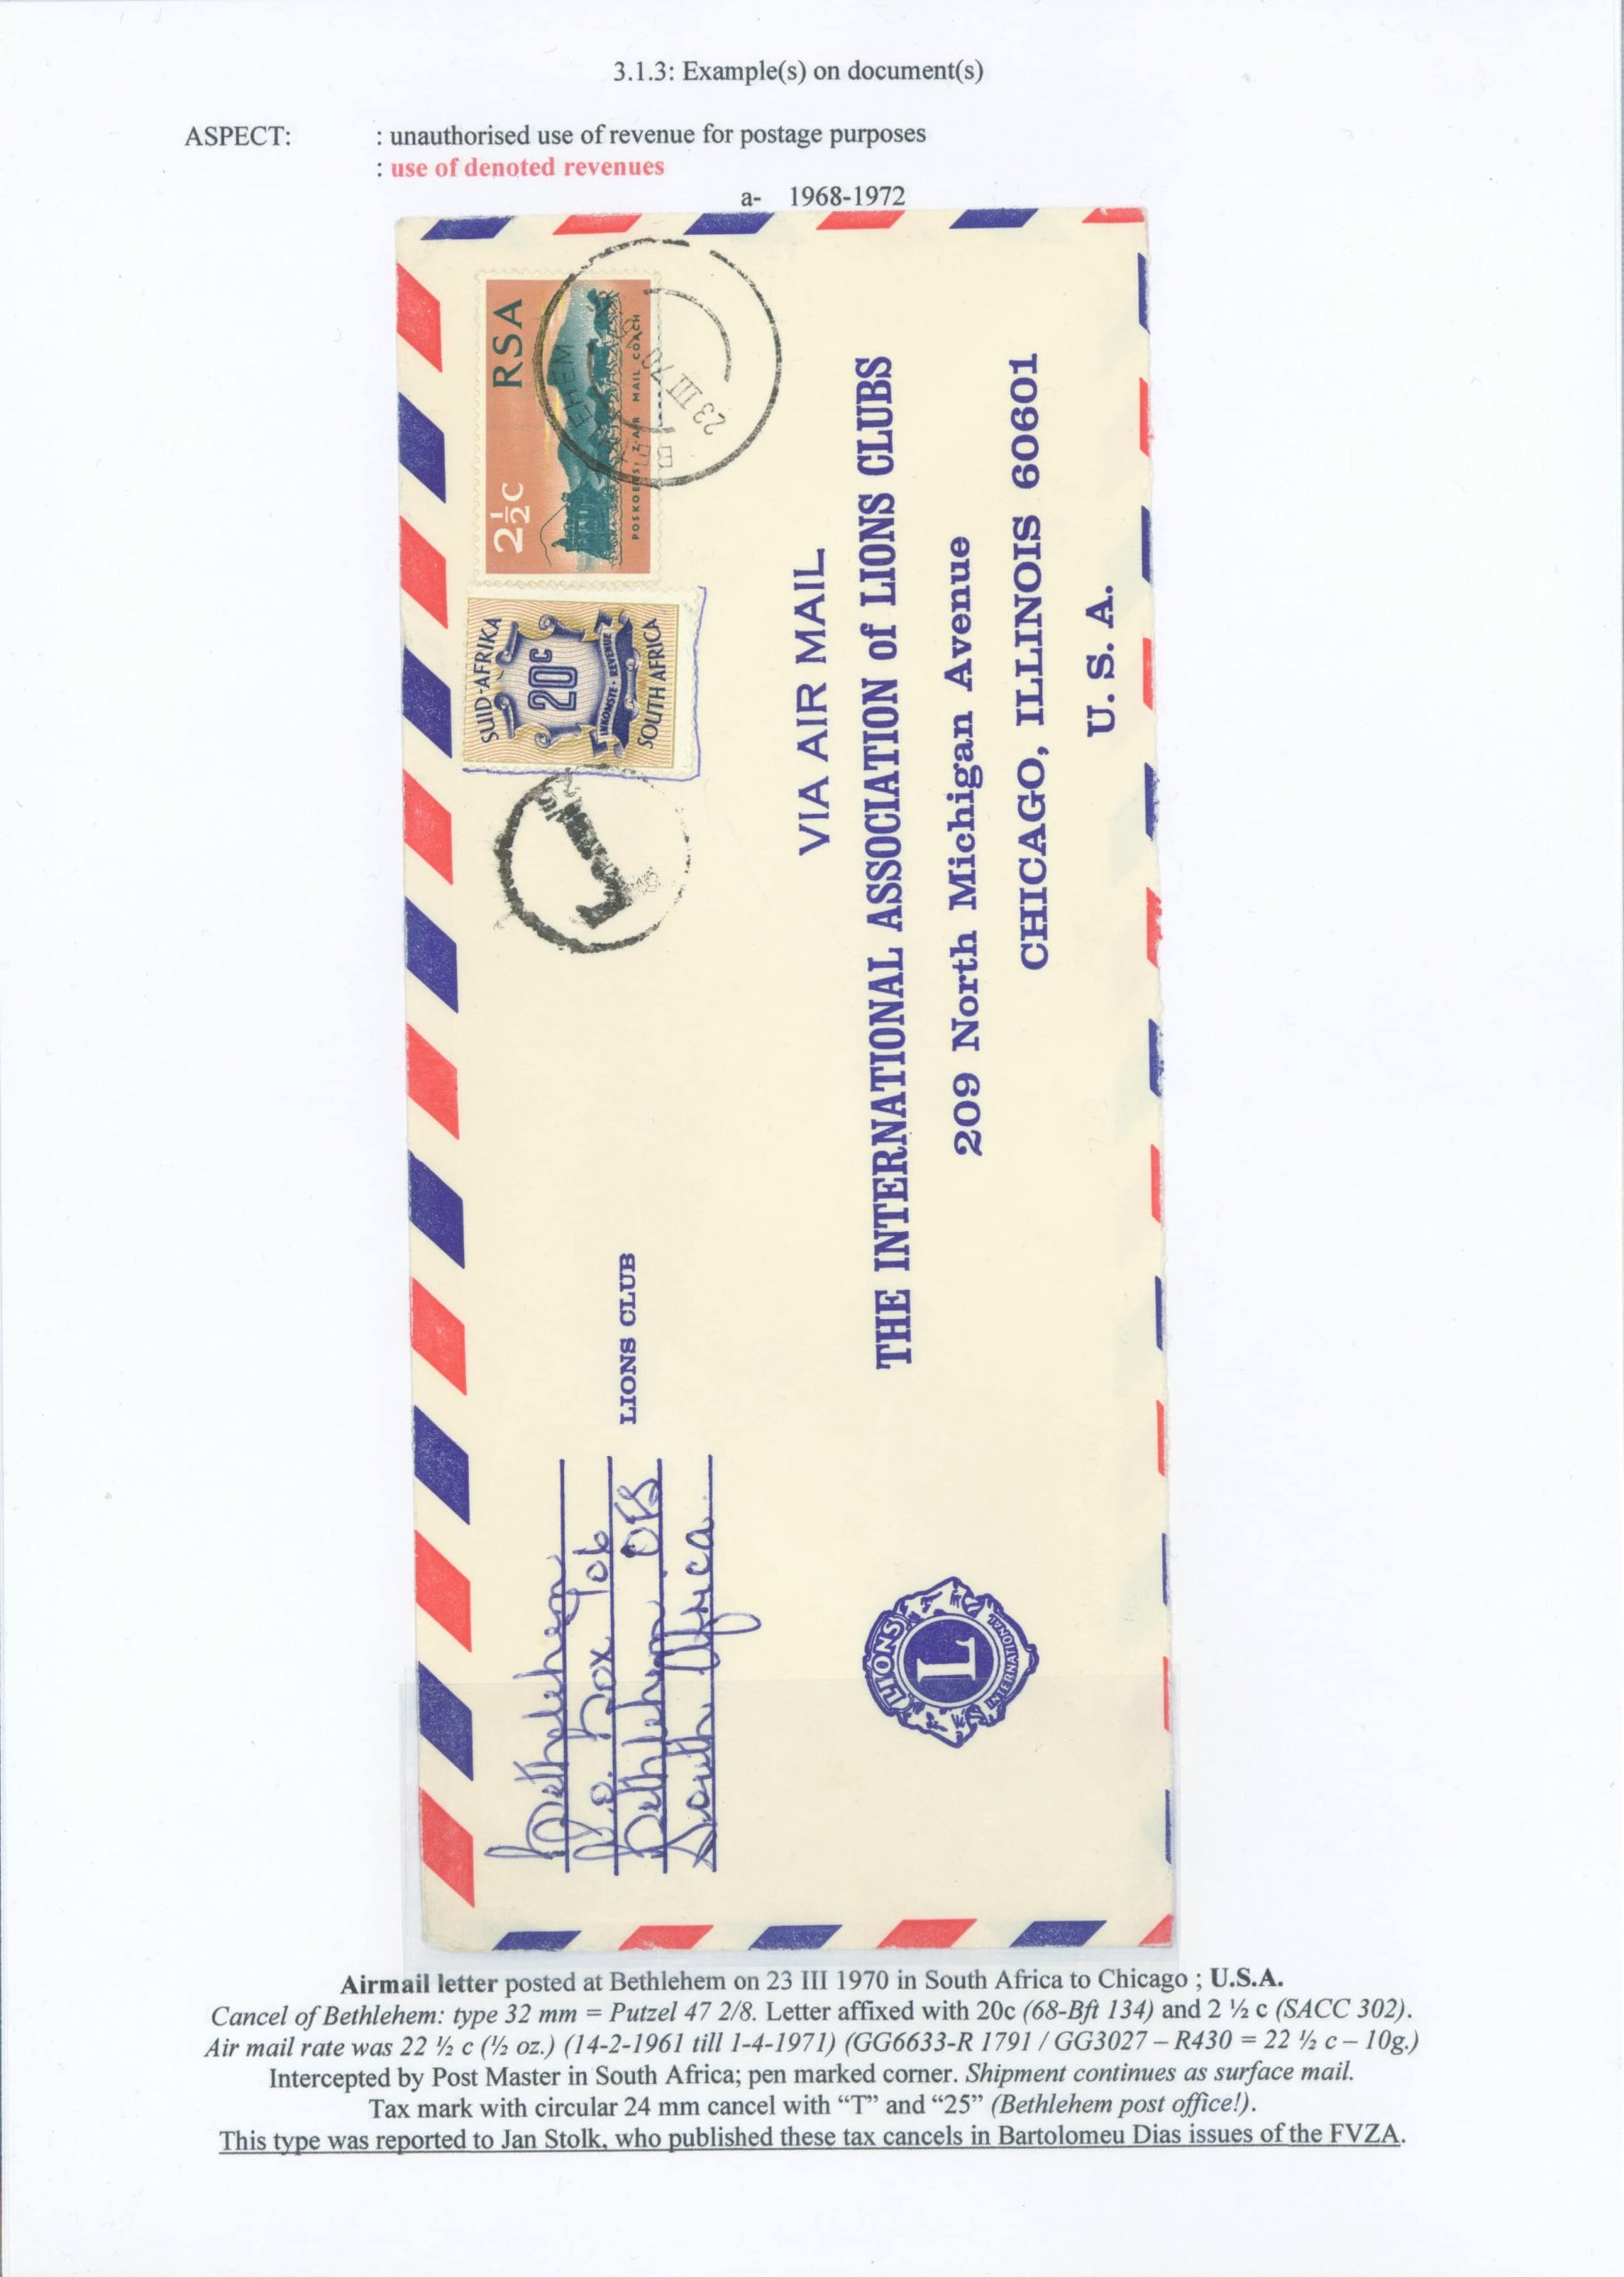 3.1.3: Example(s) on document(s)
ASPECT: : unauthorised use of revenue for postage purposes
: use of denoted revenues
a- 1968-1972
2½C RSA
POSKOETS Z·A·R MAIL COACH
23 III 70
SUID-AFRIKA
20c
INKOMSTE · REVENUE
SOUTH AFRICA
T
25
VIA AIR MAIL
THE INTERNATIONAL ASSOCIATION of LIONS CLUBS
209 North Michigan Avenue
CHICAGO, ILLINOIS 60601
U. S. A.
Bethlehem
LIONS CLUB
P.O. Box 706
Bethlehem. OFS
South Africa.
LIONS
L
INTERNATIONAL
Airmail letter posted at Bethlehem on 23 III 1970 in South Africa to Chicago ; U.S.A.
Cancel of Bethlehem: type 32 mm = Putzel 47 2/8. Letter affixed with 20c (68-Bft 134) and 2 ½ c (SACC 302).
Air mail rate was 22 ½ c (½ oz.) (14-2-1961 till 1-4-1971) (GG6633-R 1791 / GG3027 – R430 = 22 ½ c – 10g.)
Intercepted by Post Master in South Africa; pen marked corner. Shipment continues as surface mail.
Tax mark with circular 24 mm cancel with “T” and “25” (Bethlehem post office!).
This type was reported to Jan Stolk, who published these tax cancels in Bartolomeu Dias issues of the FVZA.